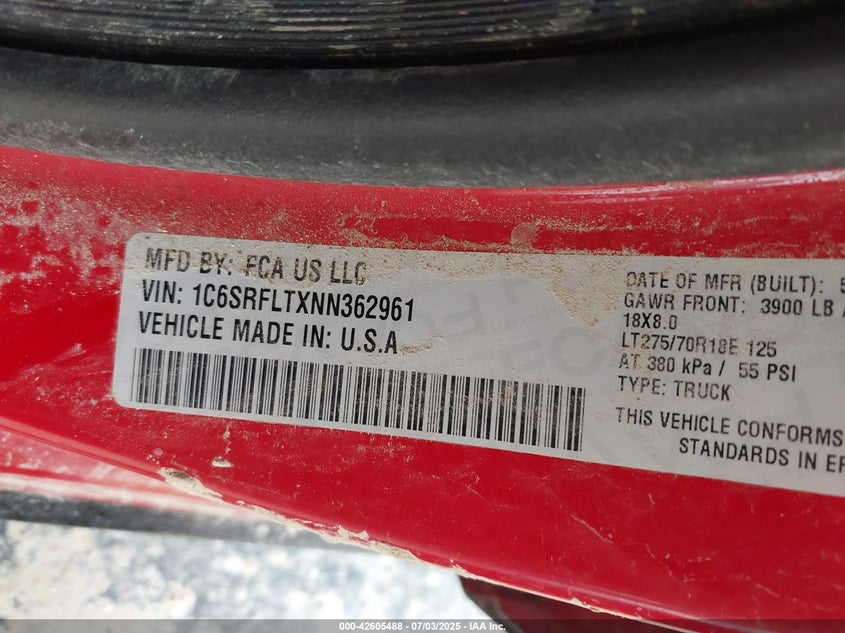 MFD BY: FCA US LLC
VIN: 1C6SRFLTXNN362961
VEHICLE MADE IN: U.S.A
DATE OF MFR (BUILT): 5
GAWR FRONT: 3900 LB
18X8.0
LT275/70R18E 125
AT 380 kPa / 55 PSI
TYPE: TRUCK
THIS VEHICLE CONFORMS
STANDARDS IN EF
000-42605488 - 07/03/2025 - IAA Inc.